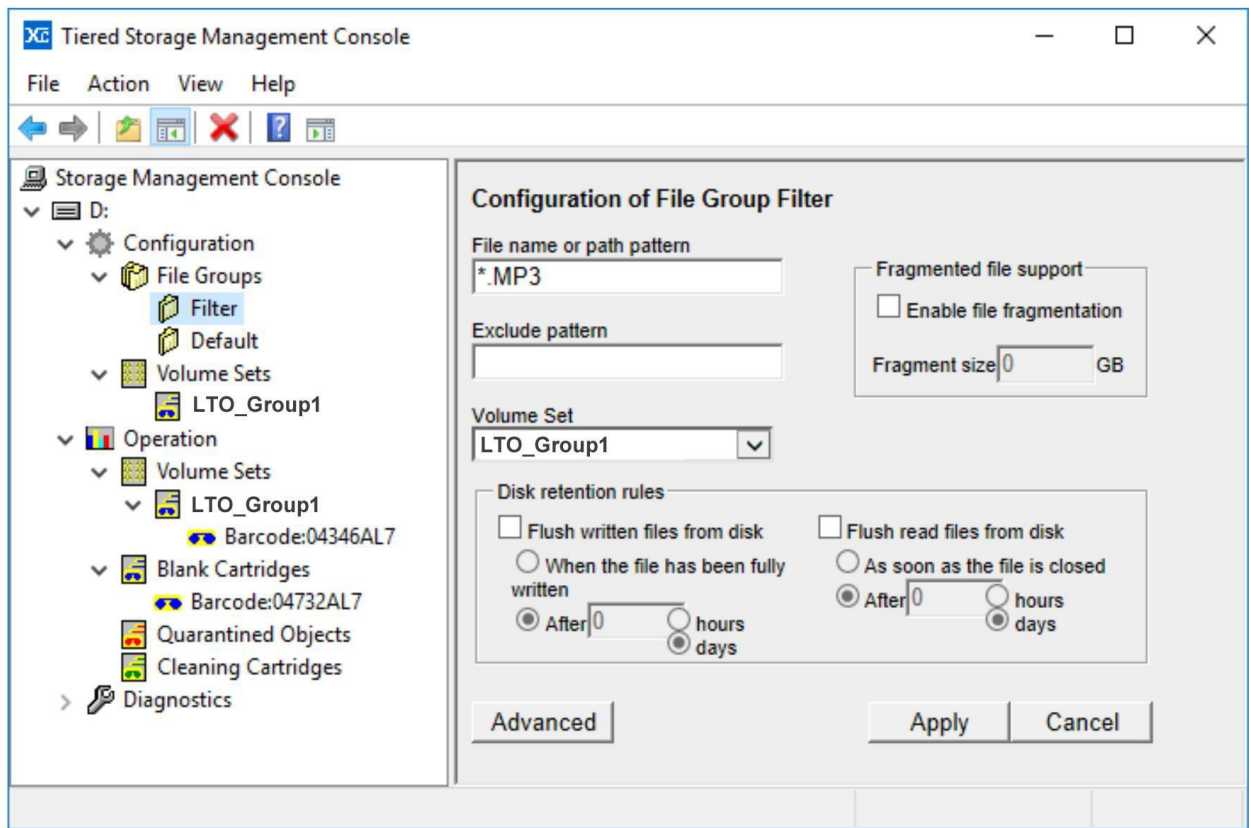 Tiered Storage Management Console
File Action View Help
Storage Management Console
D:
Configuration
File Groups
Filter
Default
Volume Sets
LTO_Group1
Operation
Volume Sets
LTO_Group1
Barcode:04346AL7
Blank Cartridges
Barcode:04732AL7
Quarantined Objects
Cleaning Cartridges
Diagnostics
Configuration of File Group Filter
File name or path pattern
*.MP3
Exclude pattern
Volume Set
LTO_Group1
Fragmented file support
Enable file fragmentation
Fragment size 0 GB
Disk retention rules
Flush written files from disk
When the file has been fully
written
After 0 hours
days
Flush read files from disk
As soon as the file is closed
After 0 hours
days
Advanced
Apply
Cancel